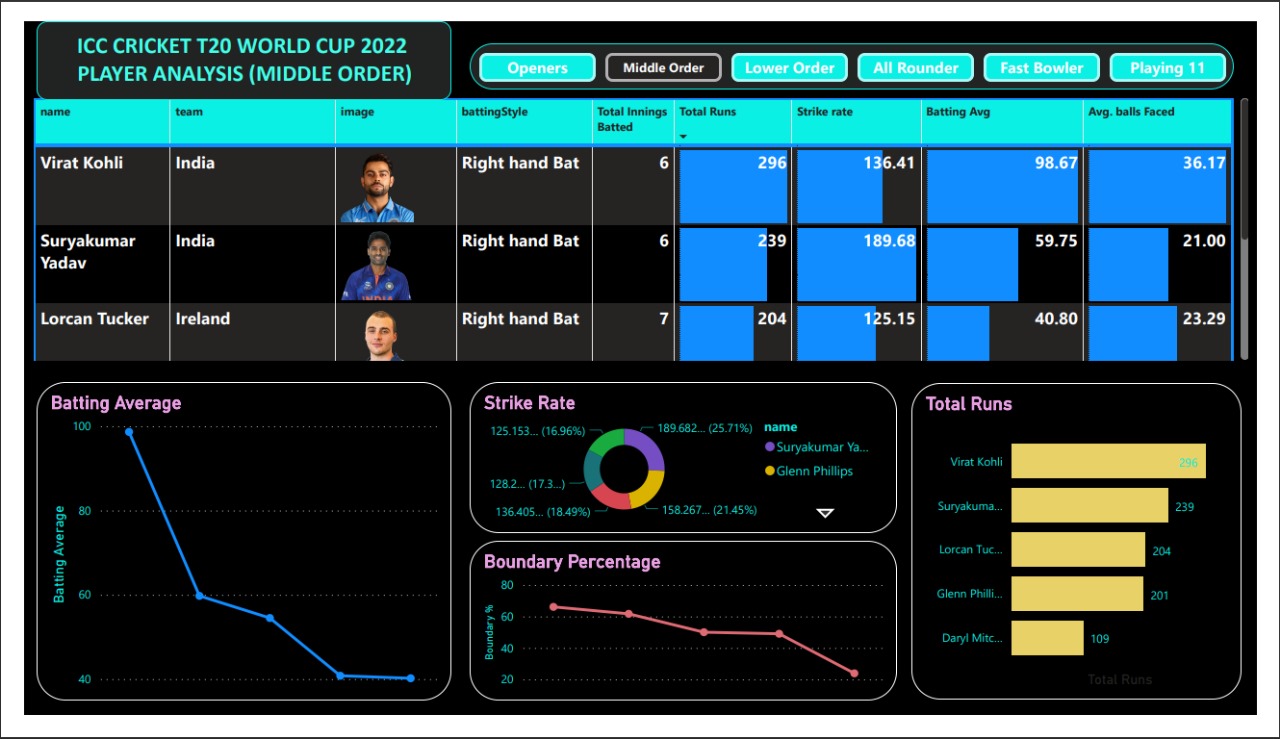 ICC CRICKET T20 WORLD CUP 2022
PLAYER ANALYSIS (MIDDLE ORDER)
Openers
Middle Order
Lower Order
All Rounder
Fast Bowler
Playing 11
name team image battingStyle Total Innings Batted Total Runs Strike rate Batting Avg Avg. balls Faced
Virat Kohli India Right hand Bat 6 296 136.41 98.67 36.17
Suryakumar Yadav India Right hand Bat 6 239 189.68 59.75 21.00
INDIA
Lorcan Tucker Ireland Right hand Bat 7 204 125.15 40.80 23.29
Batting Average
Batting Average
100
80
60
40
Strike Rate
125.153... (16.96%)
189.682... (25.71%)
128.2... (17.3...)
136.405... (18.49%)
158.267... (21.45%)
name
Suryakumar Ya...
Glenn Phillips
Boundary Percentage
Boundary %
80
60
40
20
Total Runs
Virat Kohli 296
Suryakuma... 239
Lorcan Tuc... 204
Glenn Philli... 201
Daryl Mitc... 109
Total Runs